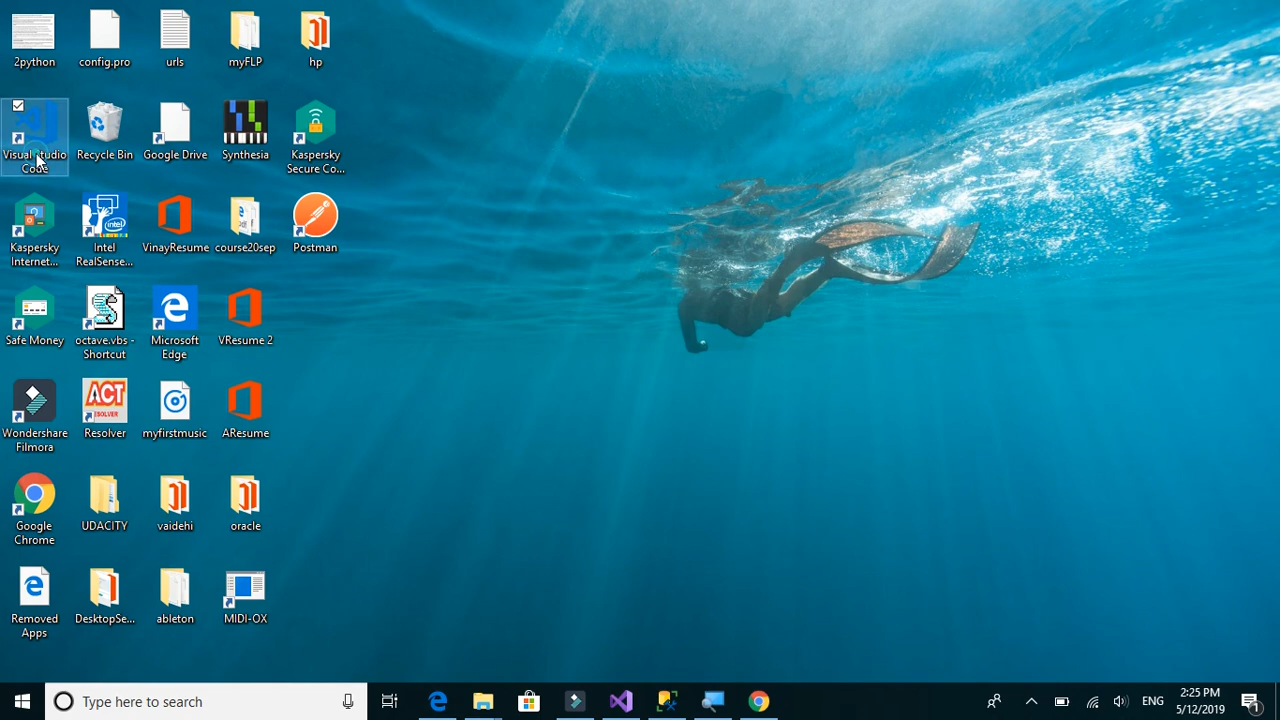 2python
config.pro
urls
myFLP
hp
Visual Studio
Code
Recycle Bin
Google Drive
Synthesia
Kaspersky
Secure Co...
Kaspersky
Internet...
Intel
RealSense...
VinayResume
course20sep
Postman
Safe Money
octave.vbs -
Shortcut
Microsoft
Edge
VResume 2
Wondershare
Filmora
ACT
RESOLVER
Resolver
myfirstmusic
AResume
Google
Chrome
UDACITY
vaidehi
oracle
Removed
Apps
DesktopSe...
ableton
MIDI-OX
Type here to search
ENG
2:25 PM
5/12/2019
1